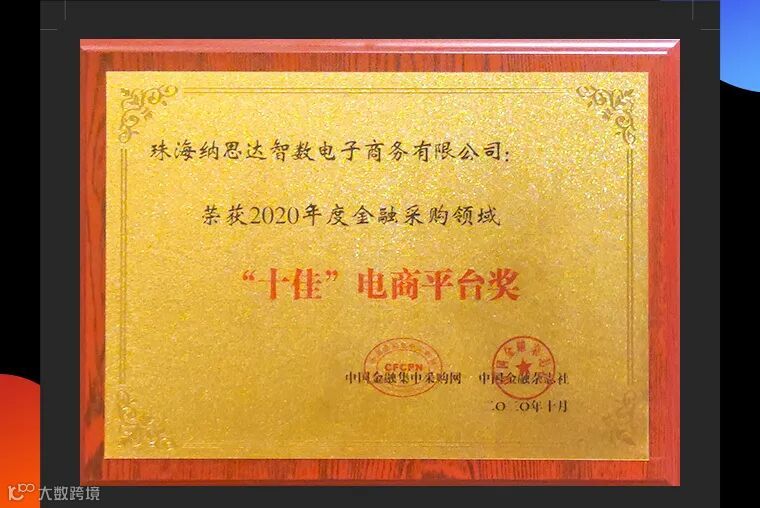 珠海纳思达智数电子商务有限公司:
荣获2020年度金融采购领域
“十佳”电商平台奖
CFCPN
中国金融集中采购网 中国金融杂志社
二〇二〇年十月
大数跨境